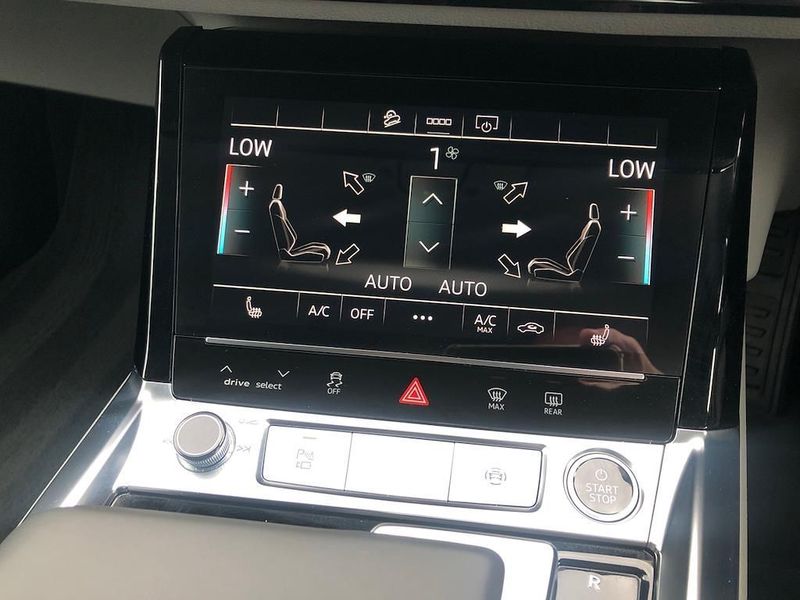 LOW
1
LOW
AUTO AUTO
A/C OFF ••• A/C MAX
drive select
OFF
MAX
REAR
START
STOP
R